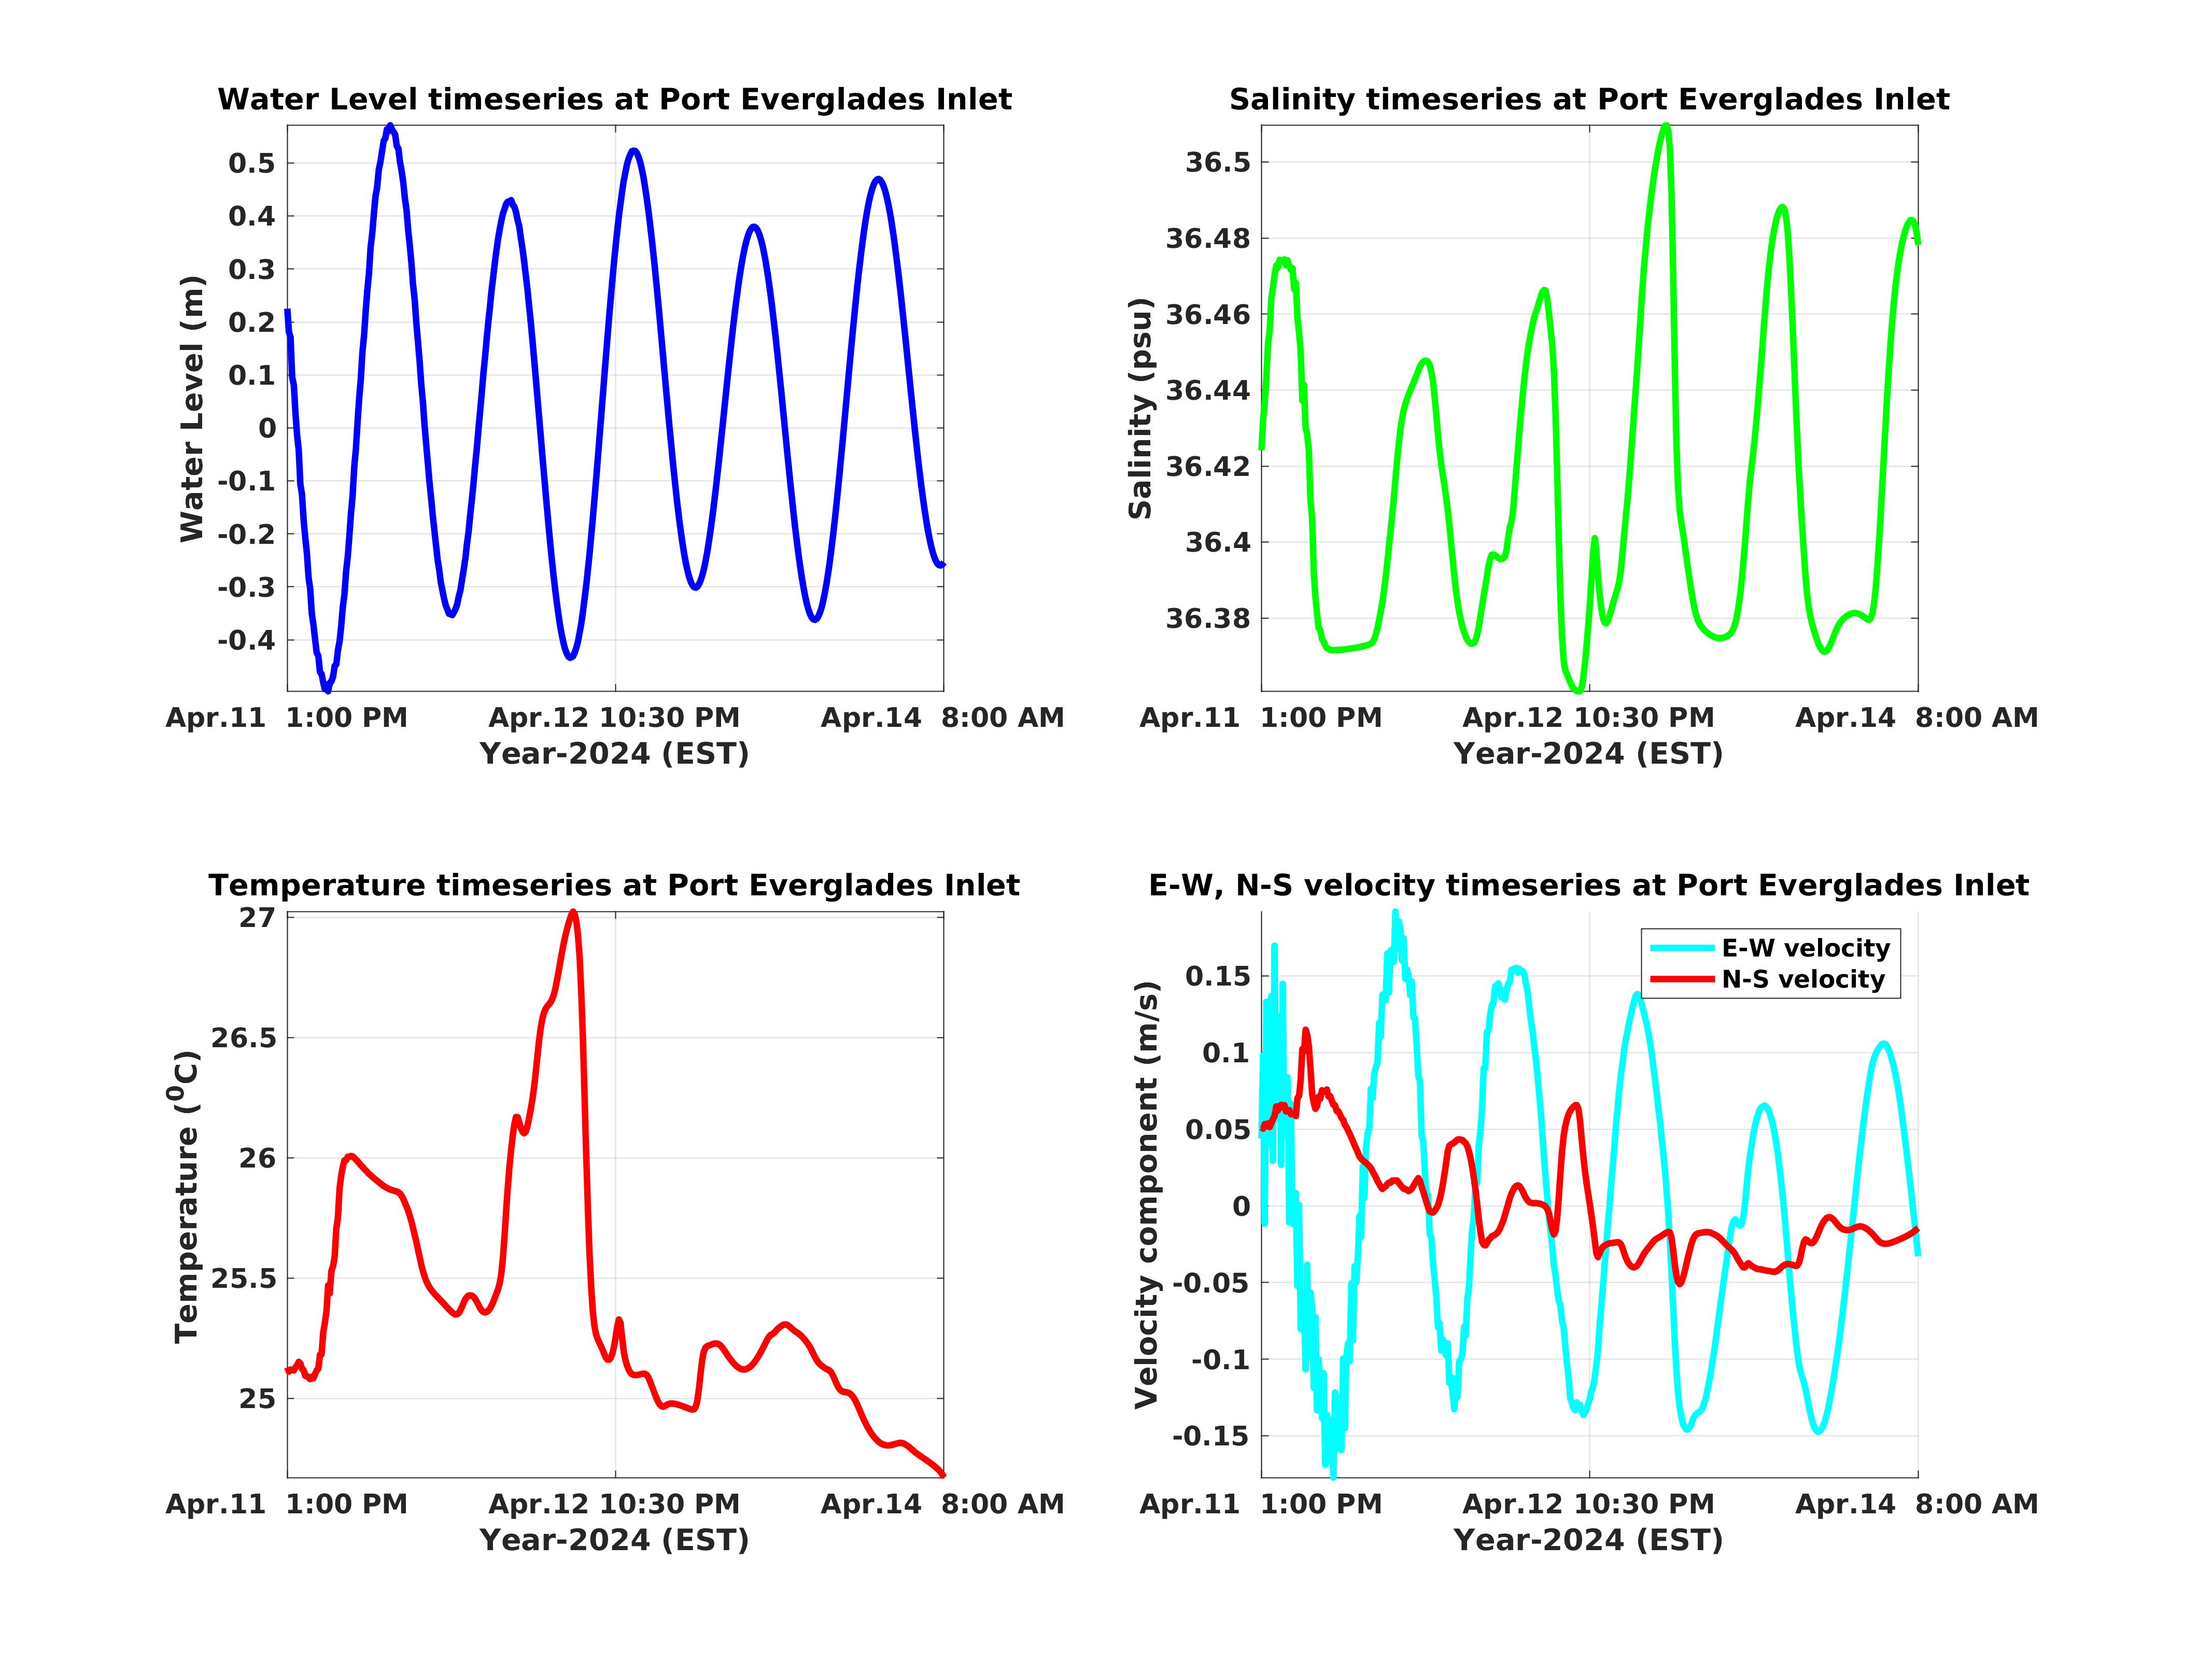 Water Level timeseries at Port Everglades Inlet
Water Level (m)
0.5
0.4
0.3
0.2
0.1
0
-0.1
-0.2
-0.3
-0.4
Apr.11 1:00 PM Apr.12 10:30 PM Apr.14 8:00 AM
Year-2024 (EST)
Salinity timeseries at Port Everglades Inlet
Salinity (psu)
36.5
36.48
36.46
36.44
36.42
36.4
36.38
Apr.11 1:00 PM Apr.12 10:30 PM Apr.14 8:00 AM
Year-2024 (EST)
Temperature timeseries at Port Everglades Inlet
Temperature (⁰C)
27
26.5
26
25.5
25
Apr.11 1:00 PM Apr.12 10:30 PM Apr.14 8:00 AM
Year-2024 (EST)
E-W, N-S velocity timeseries at Port Everglades Inlet
Velocity component (m/s)
E-W velocity
N-S velocity
0.15
0.1
0.05
0
-0.05
-0.1
-0.15
Apr.11 1:00 PM Apr.12 10:30 PM Apr.14 8:00 AM
Year-2024 (EST)